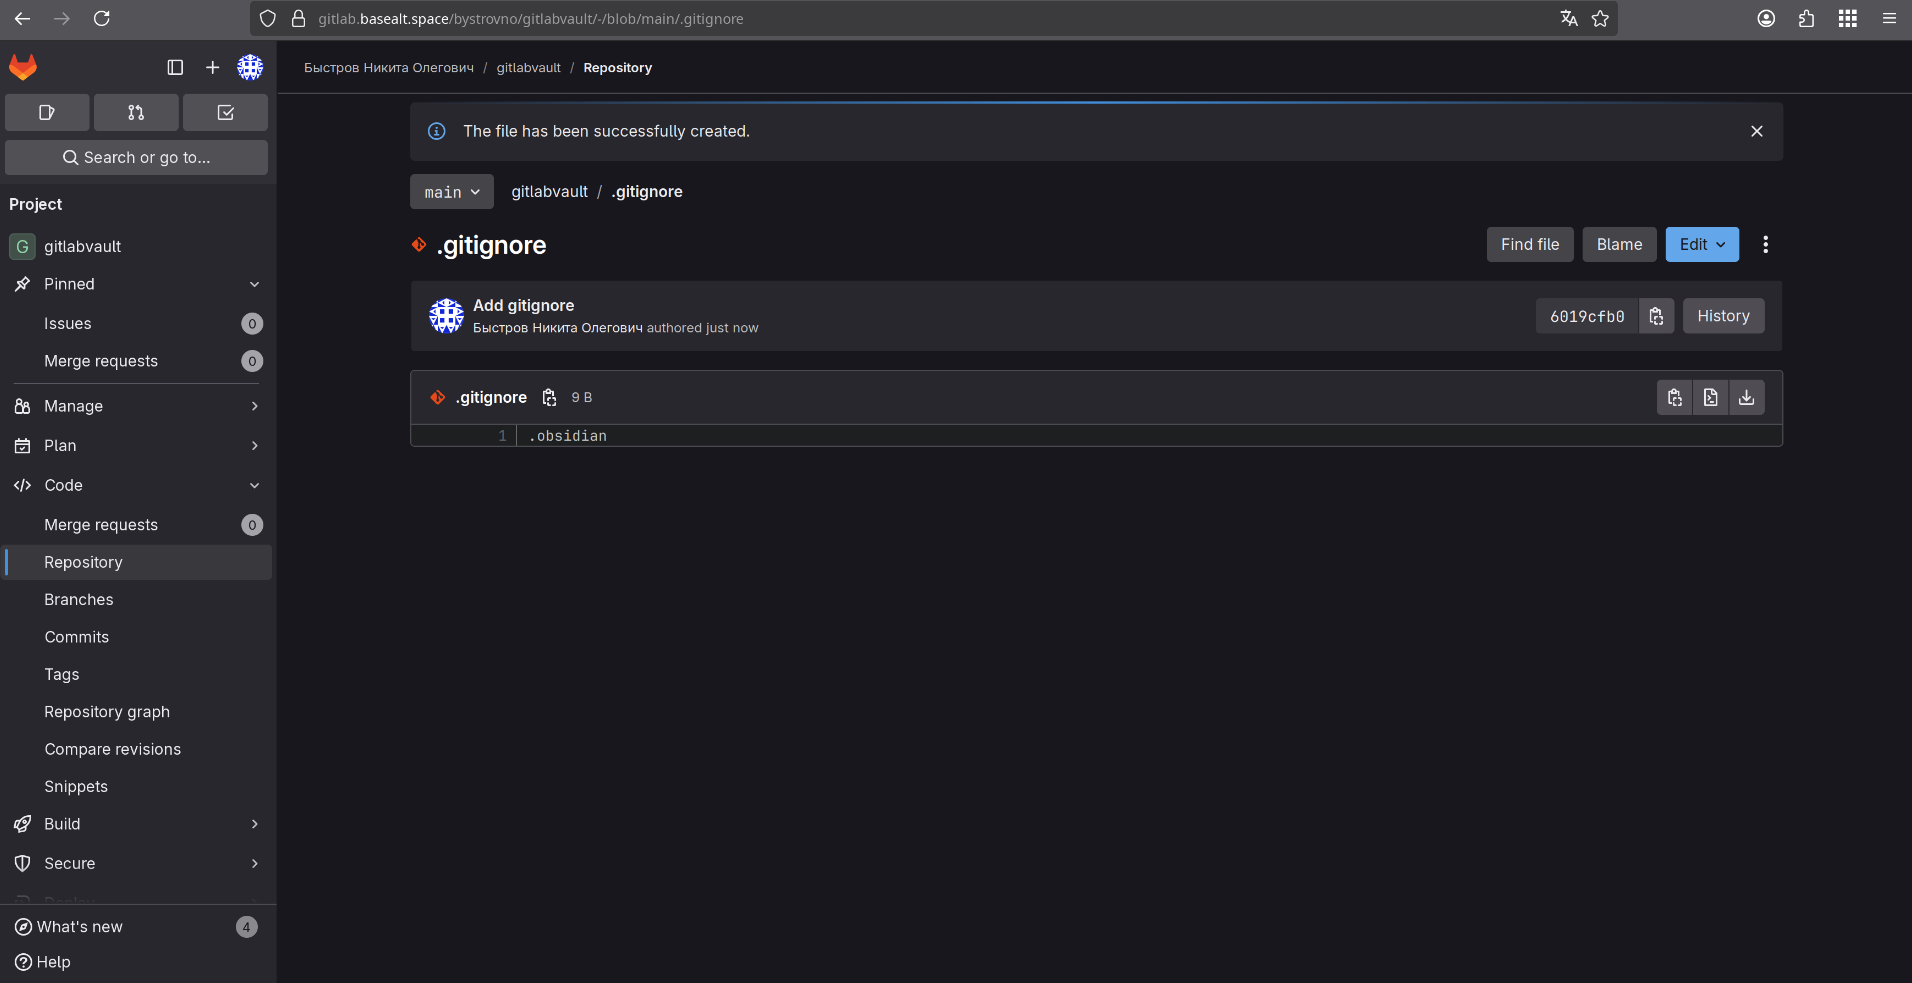 gitlab.basealt.space/bystrovno/gitlabvault/-/blob/main/.gitignore
Быстров Никита Олегович / gitlabvault / Repository
Search or go to...
Project
G gitlabvault
Pinned
Issues 0
Merge requests 0
Manage
Plan
Code
Merge requests 0
Repository
Branches
Commits
Tags
Repository graph
Compare revisions
Snippets
Build
Secure
Deploy
What's new 4
Help
The file has been successfully created.
main gitlabvault / .gitignore
.gitignore
Find file Blame Edit
Add gitignore
Быстров Никита Олегович authored just now
6019cfb0 History
.gitignore 9 B
1 .obsidian